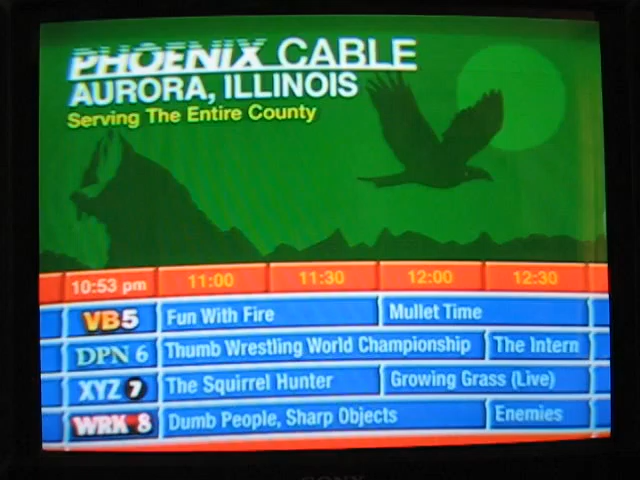 PHOENIX CABLE
AURORA, ILLINOIS
Serving The Entire County
10:53 pm 11:00 11:30 12:00 12:30
VB5 Fun With Fire Mullet Time
DPN 6 Thumb Wrestling World Championship The Intern
XYZ 7 The Squirrel Hunter Growing Grass (Live)
WRK 8 Dumb People, Sharp Objects Enemies
SONY